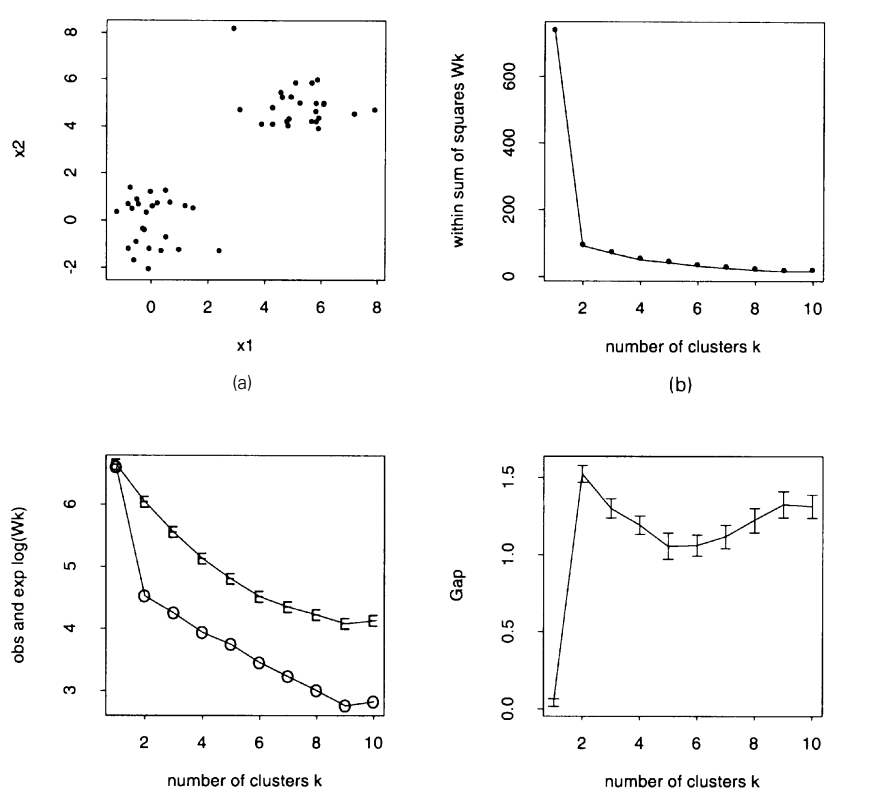 x2
8
6
4
2
0
-2
0 2 4 6 8
x1
(a)
within sum of squares Wk
600
400
200
0
2 4 6 8 10
number of clusters k
(b)
obs and exp log(Wk)
6
5
4
3
E E E E E E E E E E
O O O O O O O O O O
2 4 6 8 10
number of clusters k
Gap
1.5
1.0
0.5
0.0
2 4 6 8 10
number of clusters k